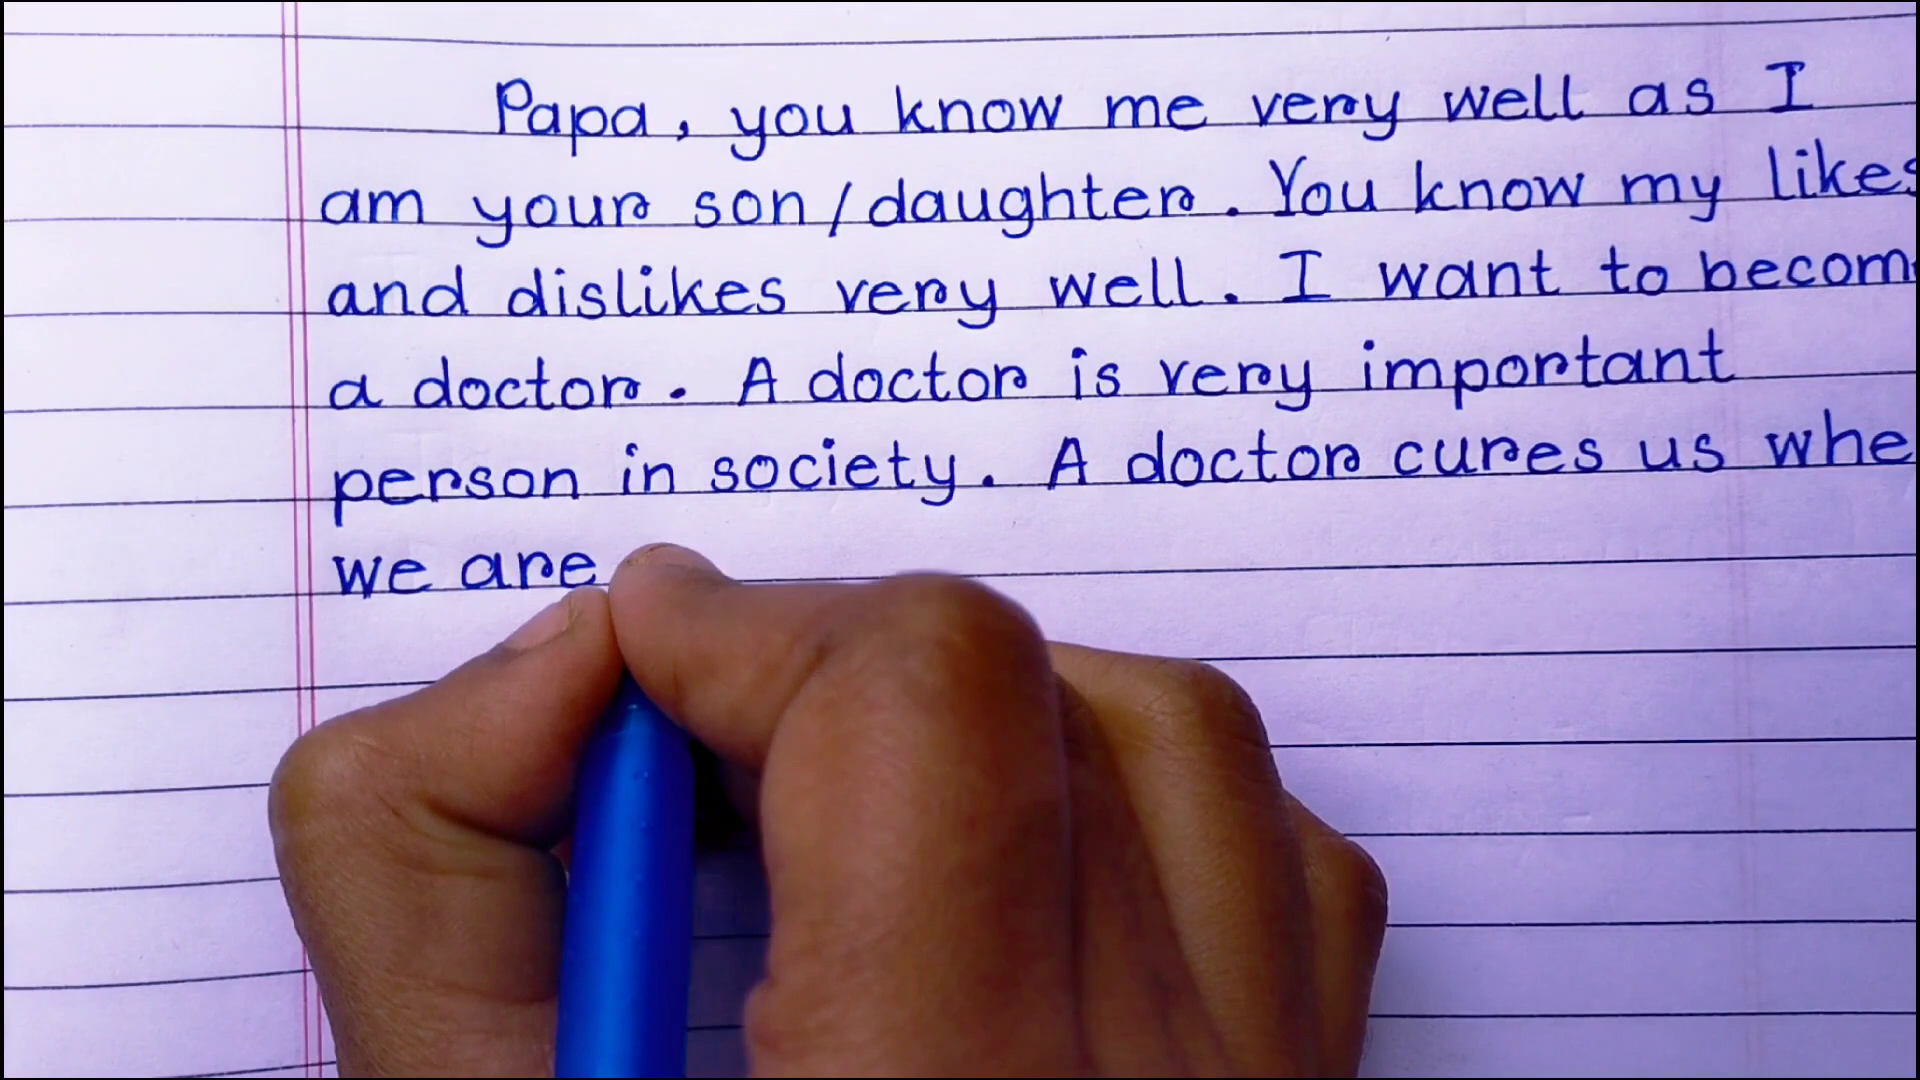 Papa, you know me very well as I
am your son/daughter. You know my likes
and dislikes very well. I want to becom
a doctor. A doctor is very important
person in society. A doctor cures us whe
we are